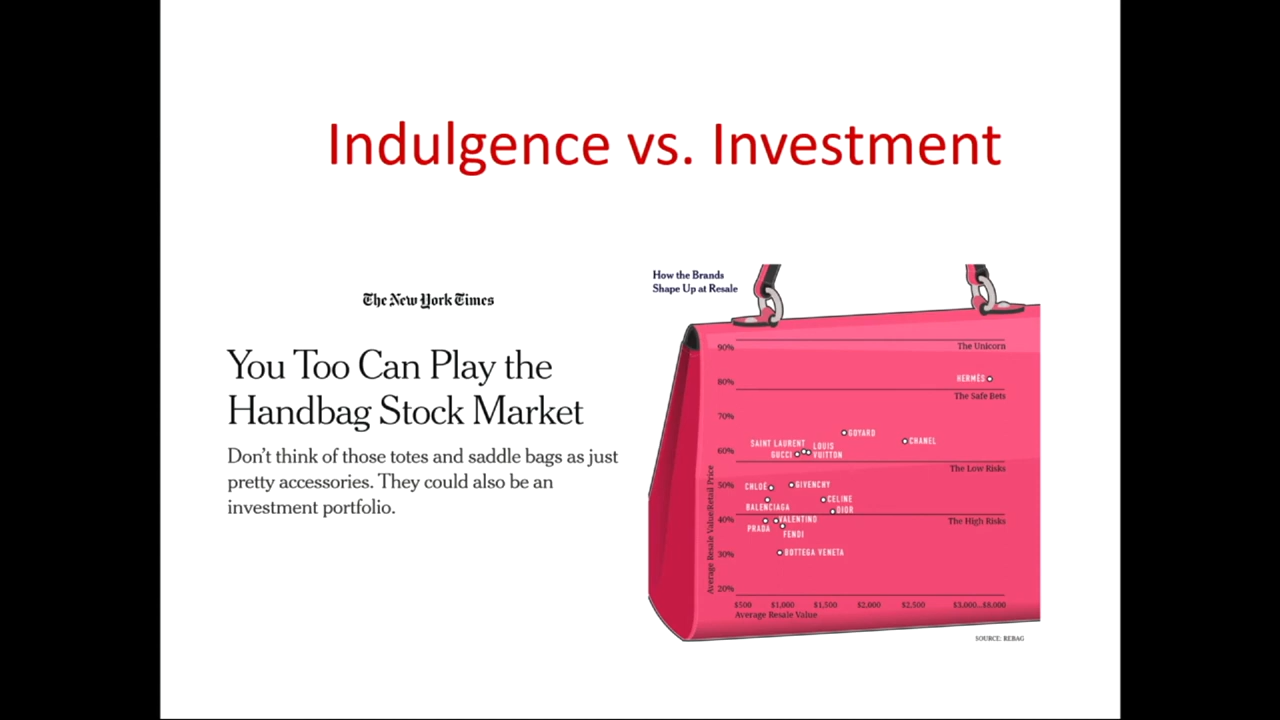 Indulgence vs. Investment
The New York Times
You Too Can Play the
Handbag Stock Market
Don't think of those totes and saddle bags as just
pretty accessories. They could also be an
investment portfolio.
How the Brands
Shape Up at Resale
90%
The Unicorn
80%
HERMÈS
The Safe Bets
70%
GOYARD
CHANEL
60%
SAINT LAURENT
LOUIS
GUCCI
VUITTON
The Low Risks
50%
CHLOÉ
GIVENCHY
CELINE
BALENCIAGA
DIOR
40%
VALENTINO
The High Risks
PRADA
FENDI
30%
BOTTEGA VENETA
20%
Average Resale Value/Retail Price
$500 $1,000 $1,500 $2,000 $2,500 $3,000...$8,000
Average Resale Value
SOURCE: REBAG